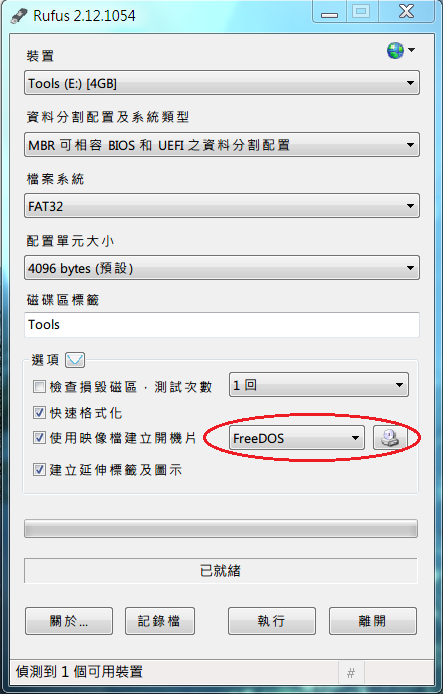 Rufus 2.12.1054
裝置
Tools (E:) [4GB]
資料分割配置及系統類型
MBR 可相容 BIOS 和 UEFI 之資料分割配置
檔案系統
FAT32
配置單元大小
4096 bytes (預設)
磁碟區標籤
Tools
選項
檢查損毀磁區，測試次數 1 回
快速格式化
使用映像檔建立開機片 FreeDOS
建立延伸標籤及圖示
已就緒
關於... 記錄檔 執行 離開
偵測到 1 個可用裝置 #